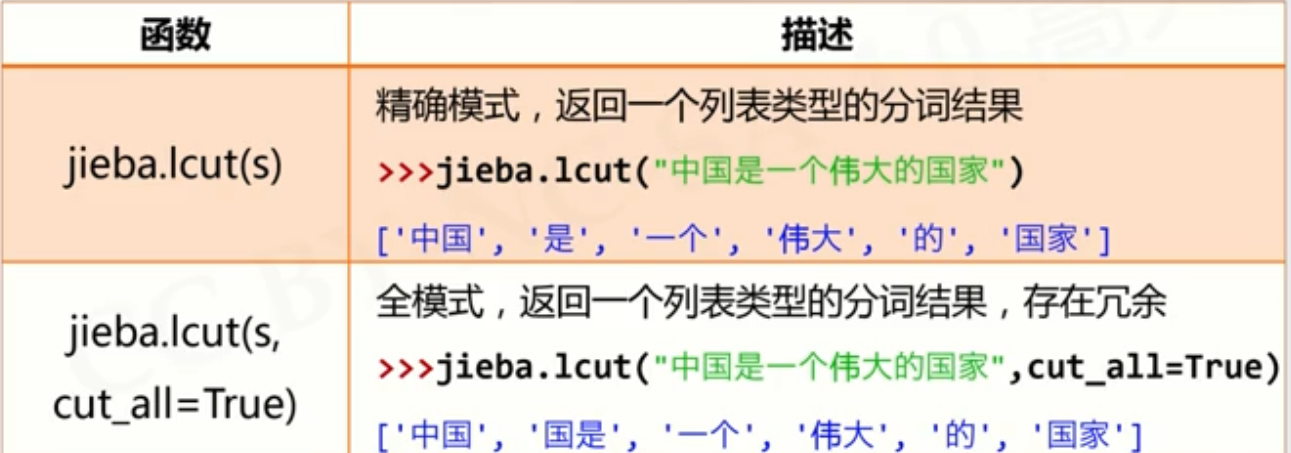 函数 描述
jieba.lcut(s)
精确模式，返回一个列表类型的分词结果
>>>jieba.lcut("中国是一个伟大的国家")
['中国', '是', '一个', '伟大', '的', '国家']
jieba.lcut(s,
cut_all=True)
全模式，返回一个列表类型的分词结果，存在冗余
>>>jieba.lcut("中国是一个伟大的国家",cut_all=True)
['中国', '国是', '一个', '伟大', '的', '国家']